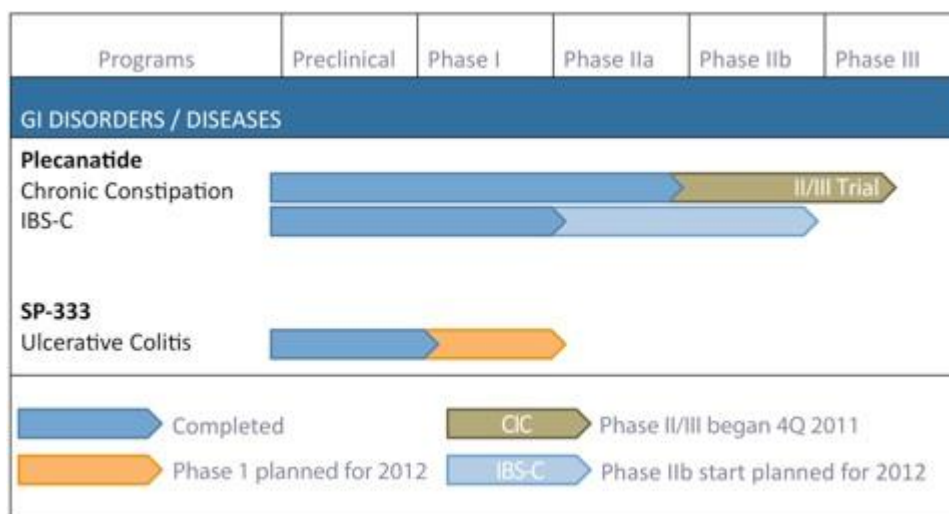 Programs Preclinical Phase I Phase IIa Phase IIb Phase III
GI DISORDERS / DISEASES
Plecanatide
Chronic Constipation II/III Trial
IBS-C
SP-333
Ulcerative Colitis
Completed CIC Phase II/III began 4Q 2011
Phase 1 planned for 2012 IBS-C Phase IIb start planned for 2012